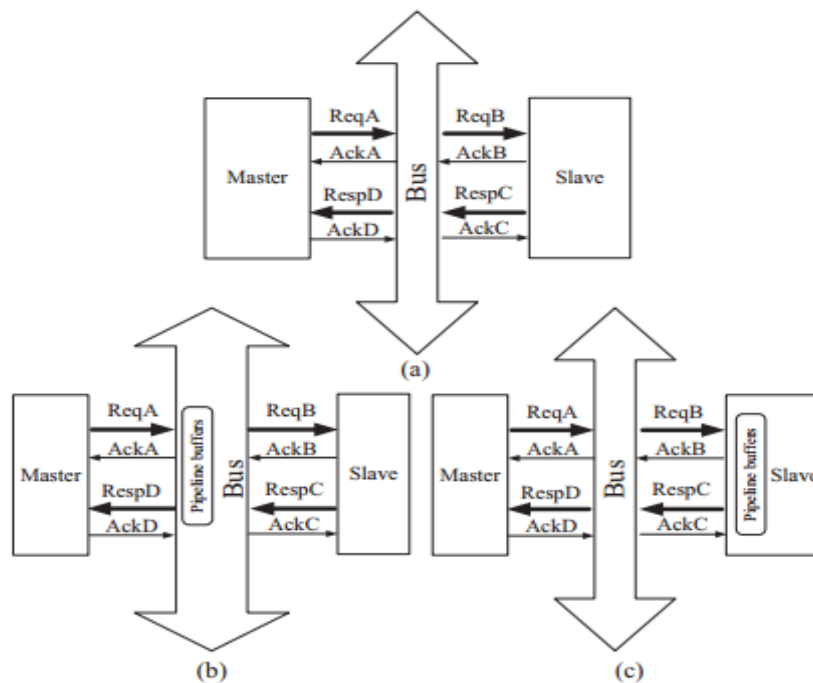 ReqA
ReqB
AckA
AckB
Master
Bus
Slave
RespD
RespC
AckD
AckC
(a)
ReqA
ReqB
AckA
AckB
Master
Pipeline buffers
Bus
Slave
RespD
RespC
AckD
AckC
(b)
ReqA
ReqB
AckA
AckB
Master
Bus
Pipeline buffers
Slave
RespD
RespC
AckD
AckC
(c)